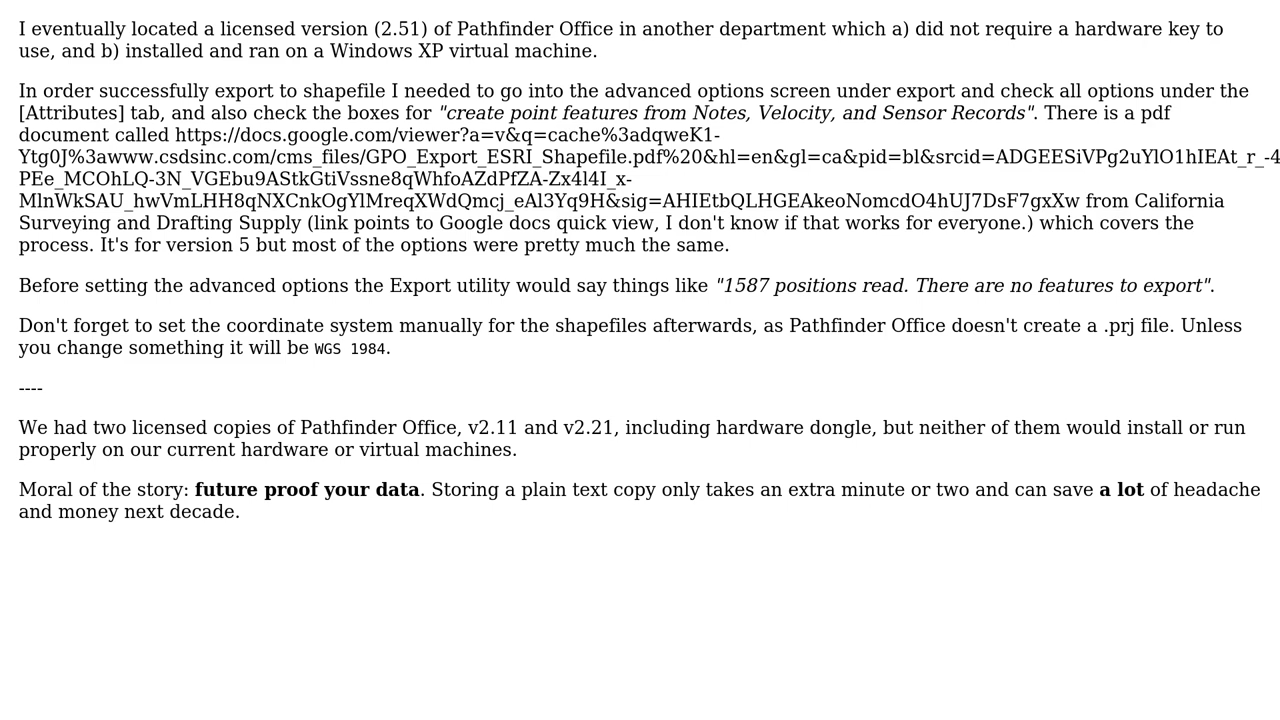 I eventually located a licensed version (2.51) of Pathfinder Office in another department which a) did not require a hardware key to
use, and b) installed and ran on a Windows XP virtual machine.
In order successfully export to shapefile I needed to go into the advanced options screen under export and check all options under the
[Attributes] tab, and also check the boxes for "create point features from Notes, Velocity, and Sensor Records". There is a pdf
document called https://docs.google.com/viewer?a=v&q=cache%3adqweK1-
Ytg0J%3awww.csdsinc.com/cms_files/GPO_Export_ESRI_Shapefile.pdf%20&hl=en&gl=ca&pid=bl&srcid=ADGEESiVPg2uYlO1hIEAt_r_-4
PEe_MCOhLQ-3N_VGEbu9AStkGtiVssne8qWhfoAZdPfZA-Zx4l4I_x-
MlnWkSAU_hwVmLHH8qNXCnkOgYlMreqXWdQmcj_eAl3Yq9H&sig=AHIEtbQLHGEAkeoNomcdO4hUJ7DsF7gxXw from California
Surveying and Drafting Supply (link points to Google docs quick view, I don't know if that works for everyone.) which covers the
process. It's for version 5 but most of the options were pretty much the same.
Before setting the advanced options the Export utility would say things like "1587 positions read. There are no features to export".
Don't forget to set the coordinate system manually for the shapefiles afterwards, as Pathfinder Office doesn't create a .prj file. Unless
you change something it will be WGS 1984.
----
We had two licensed copies of Pathfinder Office, v2.11 and v2.21, including hardware dongle, but neither of them would install or run
properly on our current hardware or virtual machines.
Moral of the story: future proof your data. Storing a plain text copy only takes an extra minute or two and can save a lot of headache
and money next decade.